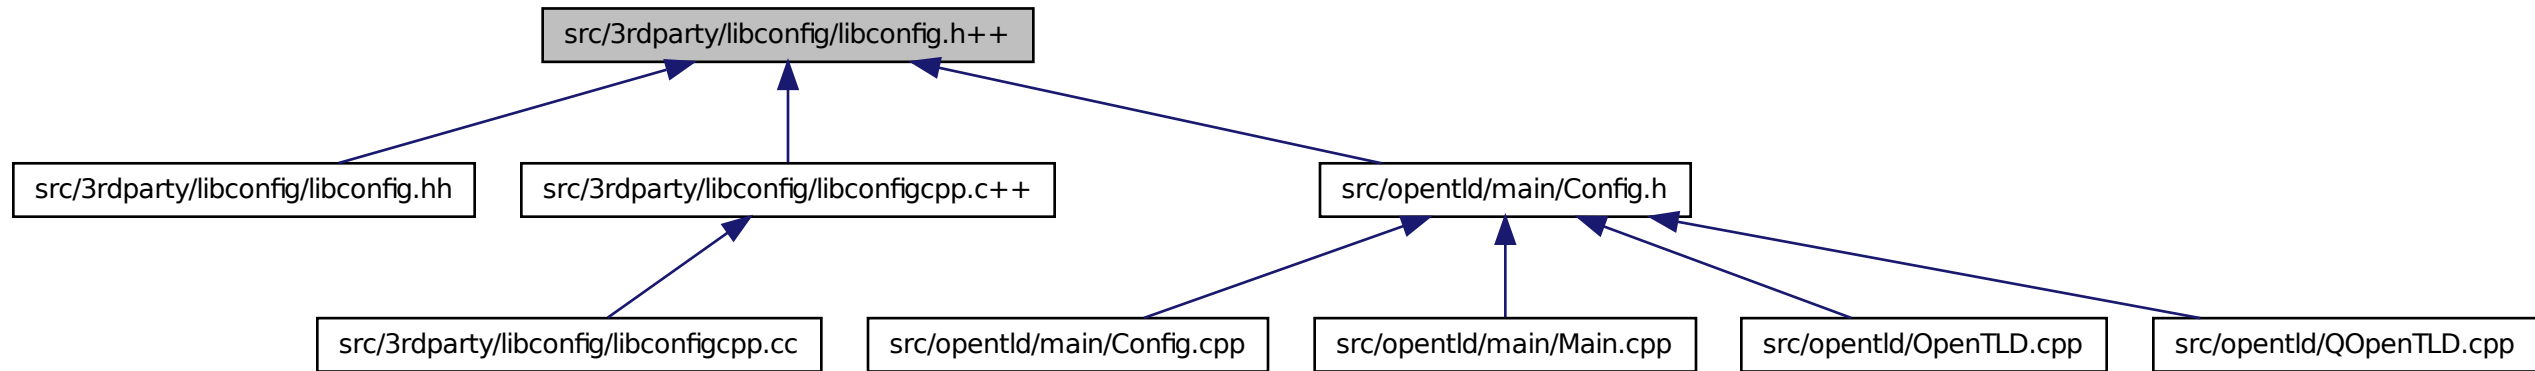 src/3rdparty/libconfig/libconfig.h++
src/3rdparty/libconfig/libconfig.hh
src/3rdparty/libconfig/libconfigcpp.c++
src/opentld/main/Config.h
src/3rdparty/libconfig/libconfigcpp.cc
src/opentld/main/Config.cpp
src/opentld/main/Main.cpp
src/opentld/OpenTLD.cpp
src/opentld/QOpenTLD.cpp